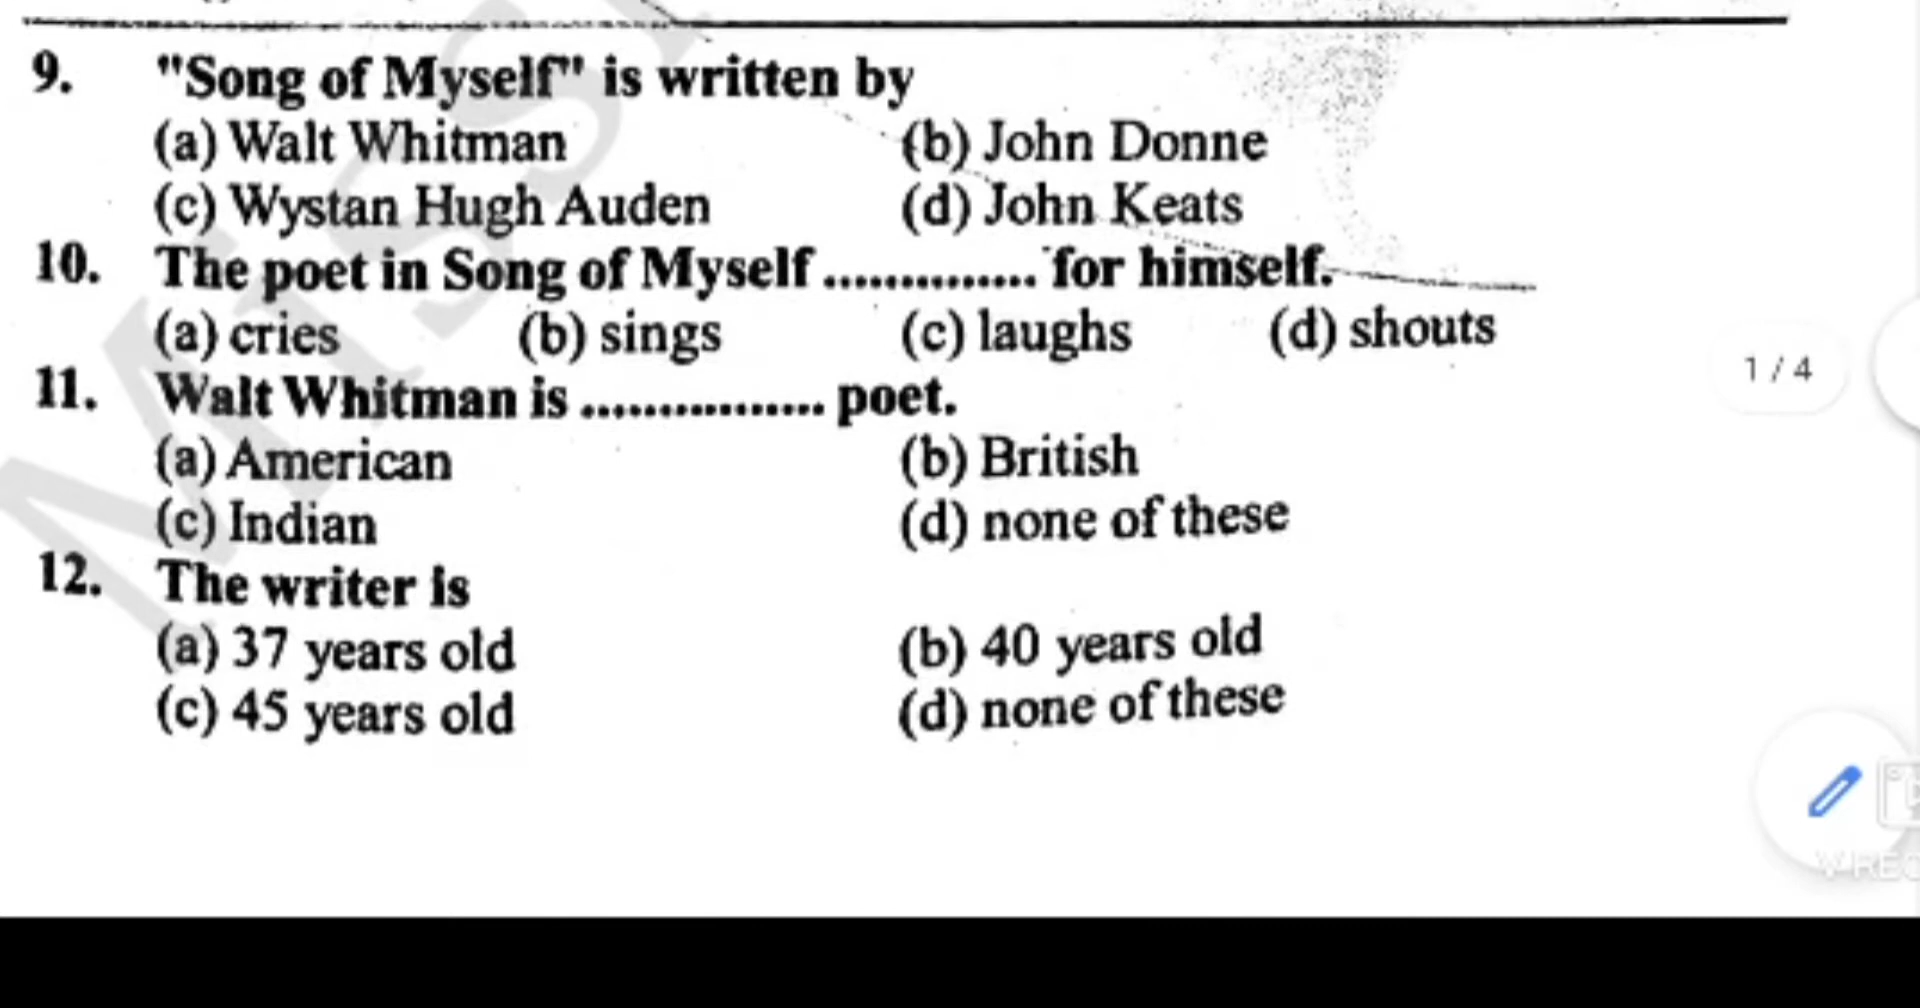 9. "Song of Myself" is written by
(a) Walt Whitman (b) John Donne
(c) Wystan Hugh Auden (d) John Keats
10. The poet in Song of Myself .............. for himself.
(a) cries (b) sings (c) laughs (d) shouts
11. Walt Whitman is ................ poet.
(a) American (b) British
(c) Indian (d) none of these
12. The writer is
(a) 37 years old (b) 40 years old
(c) 45 years old (d) none of these
1 / 4